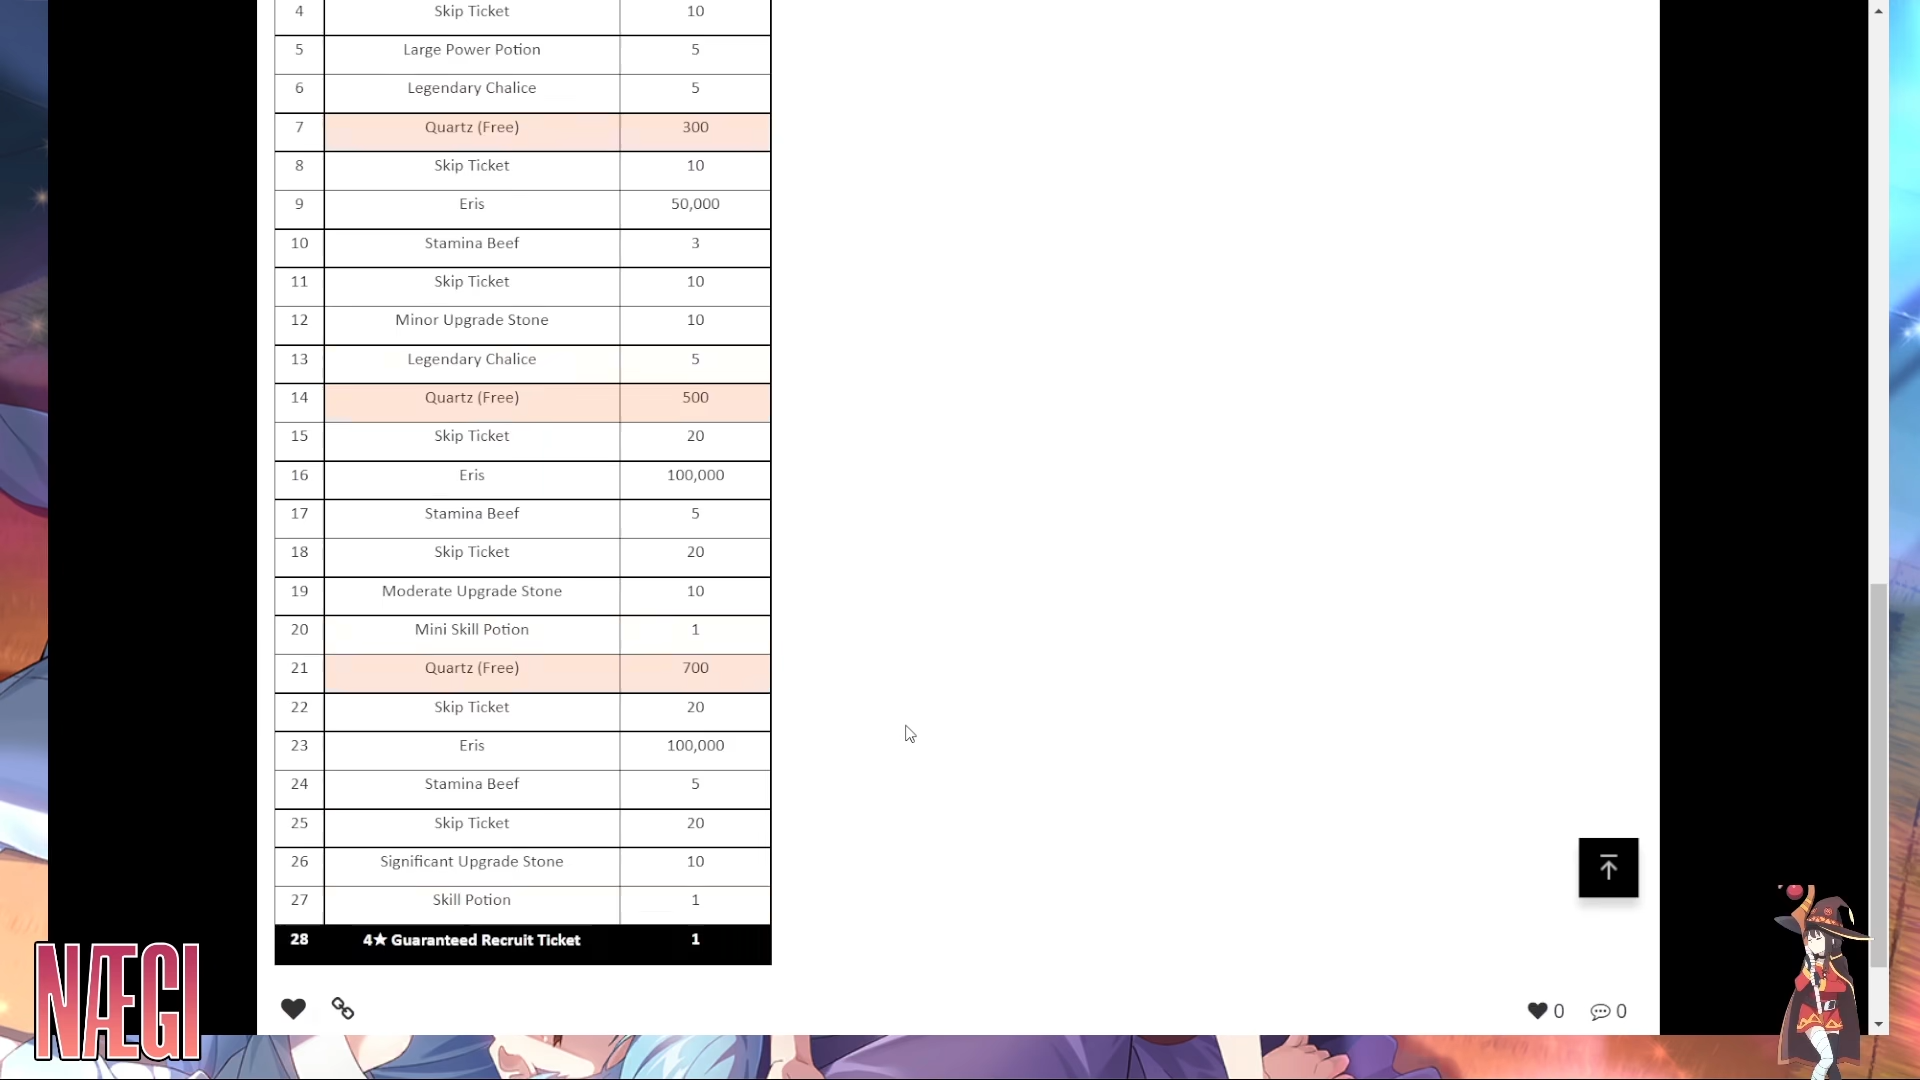 4 Skip Ticket 10
5 Large Power Potion 5
6 Legendary Chalice 5
7 Quartz (Free) 300
8 Skip Ticket 10
9 Eris 50,000
10 Stamina Beef 3
11 Skip Ticket 10
12 Minor Upgrade Stone 10
13 Legendary Chalice 5
14 Quartz (Free) 500
15 Skip Ticket 20
16 Eris 100,000
17 Stamina Beef 5
18 Skip Ticket 20
19 Moderate Upgrade Stone 10
20 Mini Skill Potion 1
21 Quartz (Free) 700
22 Skip Ticket 20
23 Eris 100,000
24 Stamina Beef 5
25 Skip Ticket 20
26 Significant Upgrade Stone 10
27 Skill Potion 1
28 4★ Guaranteed Recruit Ticket 1
0 0
NÆGI